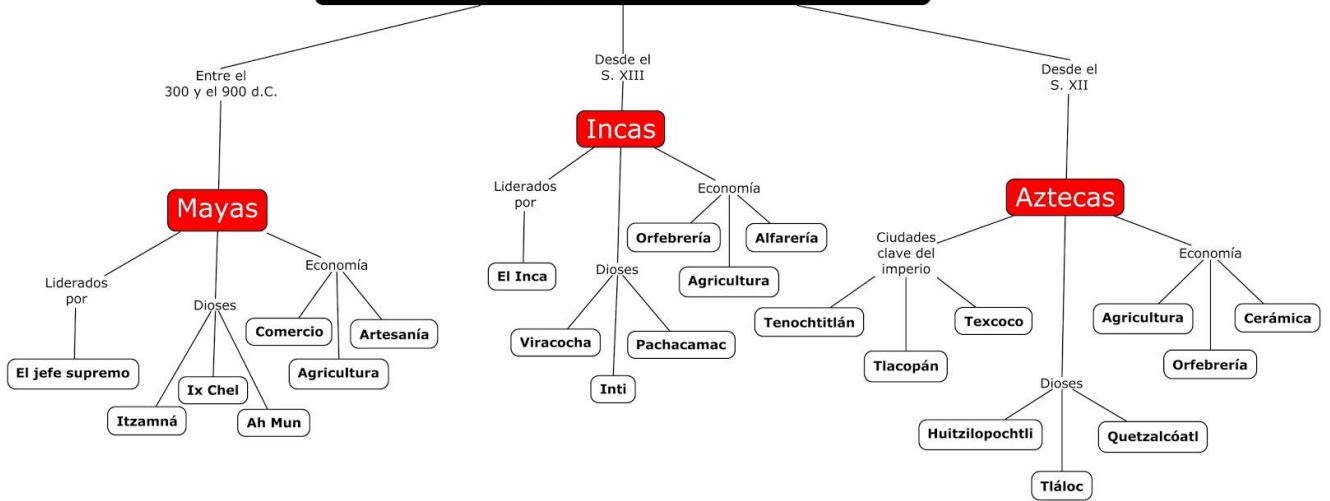 Entre el
300 y el 900 d.C.
Mayas
Liderados
por
El jefe supremo
Dioses
Itzamná
Ix Chel
Ah Mun
Economía
Comercio
Agricultura
Artesanía
Desde el
S. XIII
Incas
Liderados
por
El Inca
Dioses
Viracocha
Inti
Pachacamac
Economía
Orfebrería
Agricultura
Alfarería
Desde el
S. XII
Aztecas
Ciudades
clave del
imperio
Tenochtitlán
Tlacopán
Texcoco
Dioses
Huitzilopochtli
Tláloc
Quetzalcóatl
Economía
Agricultura
Orfebrería
Cerámica